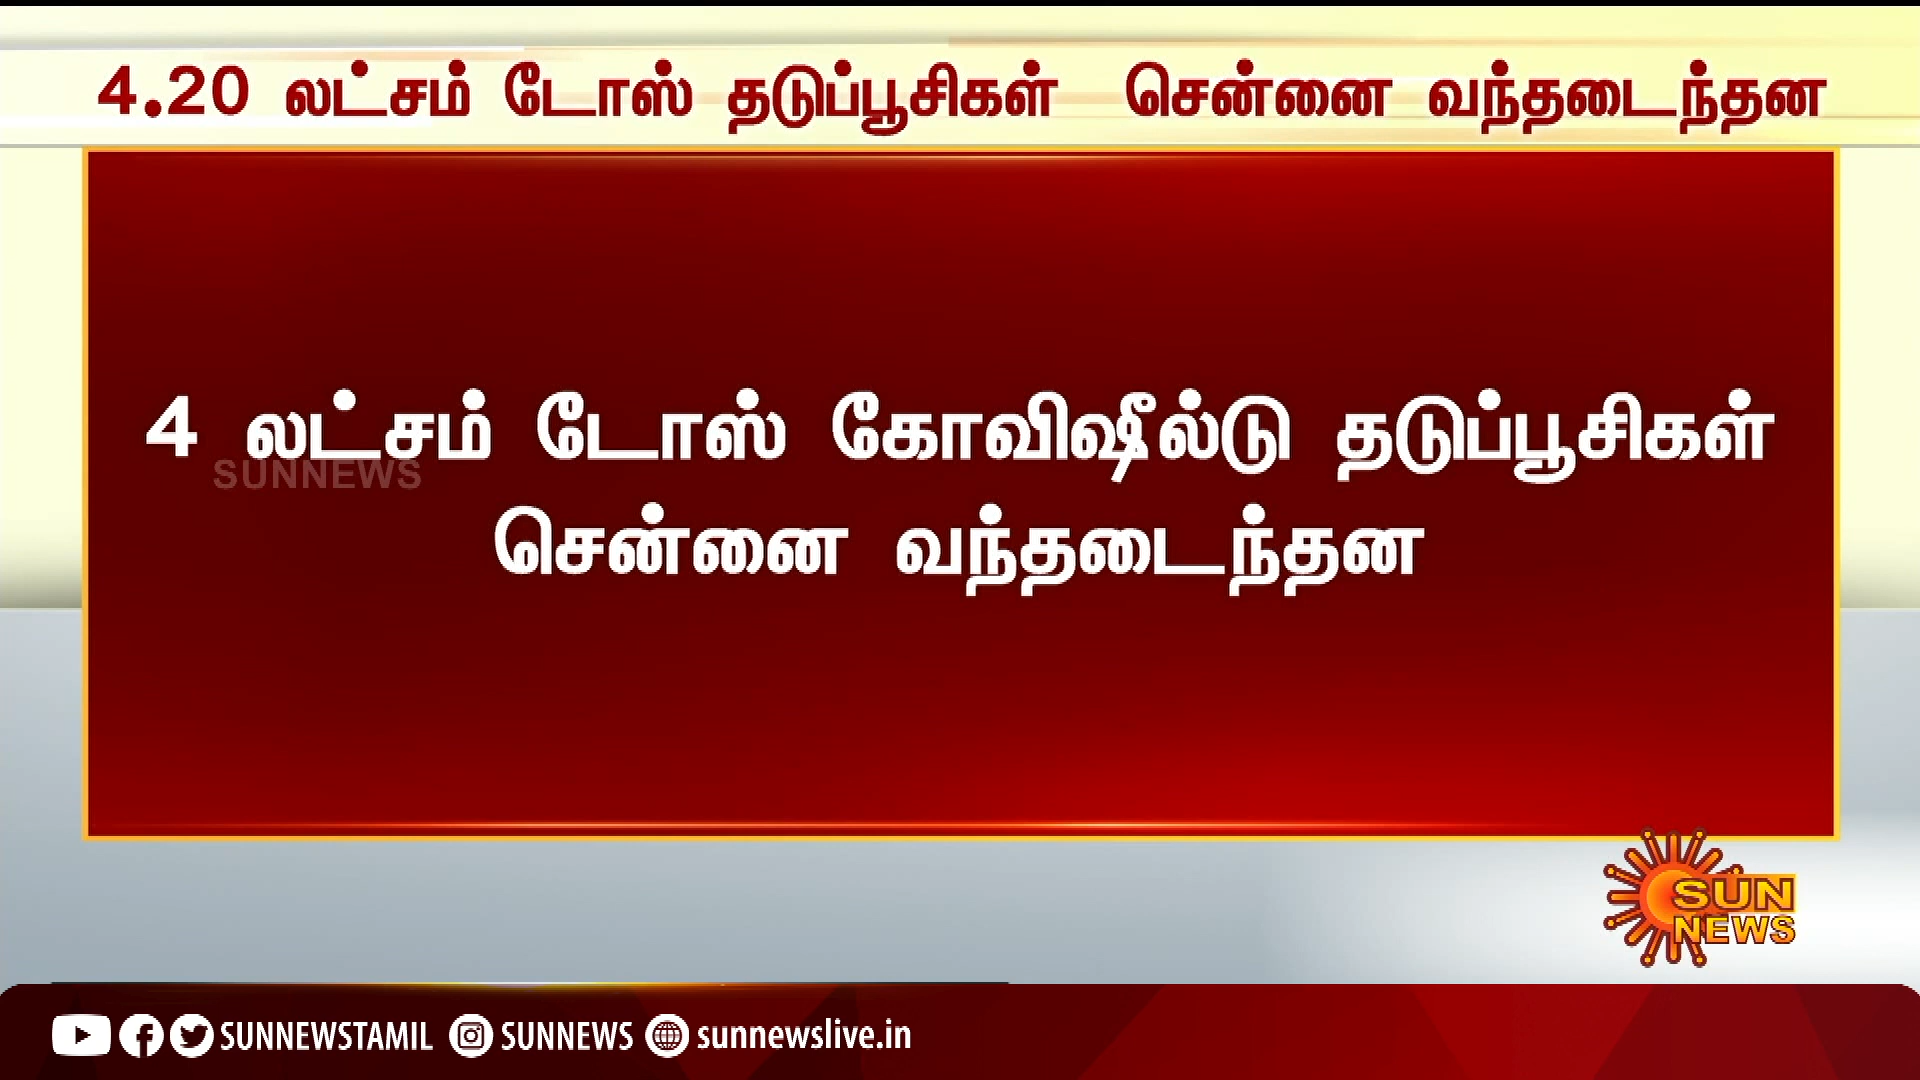 4.20 லட்சம் டோஸ் தடுப்பூசிகள் சென்னை வந்தடைந்தன
4 லட்சம் டோஸ் கோவிஷீல்டு தடுப்பூசிகள்
SUNNEWS
சென்னை வந்தடைந்தன
SUN
NEWS
SUNNEWSTAMIL SUNNEWS sunnewslive.in